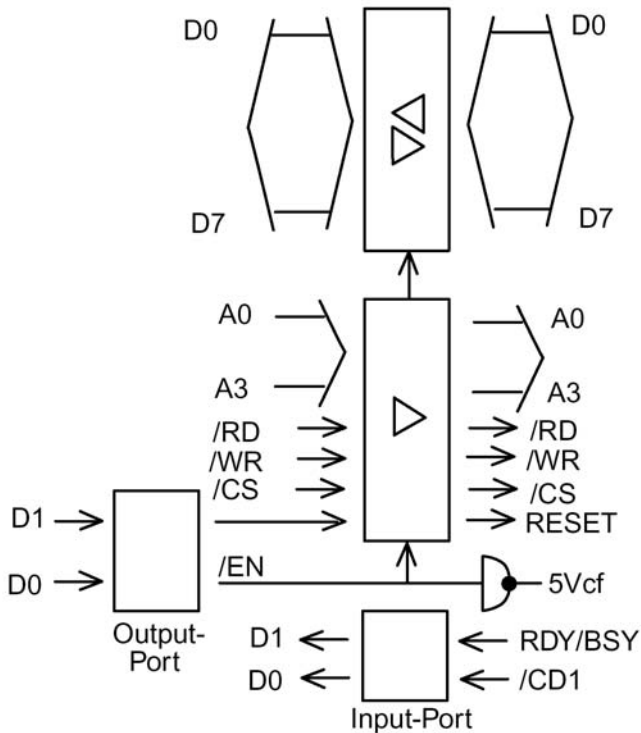 D0 D0
D7 D7
A0 A0
A3 A3
/RD /RD
/WR /WR
/CS /CS
D1 RESET
D0 /EN 5Vcf
Output-
Port
D1 RDY/BSY
D0 /CD1
Input-Port